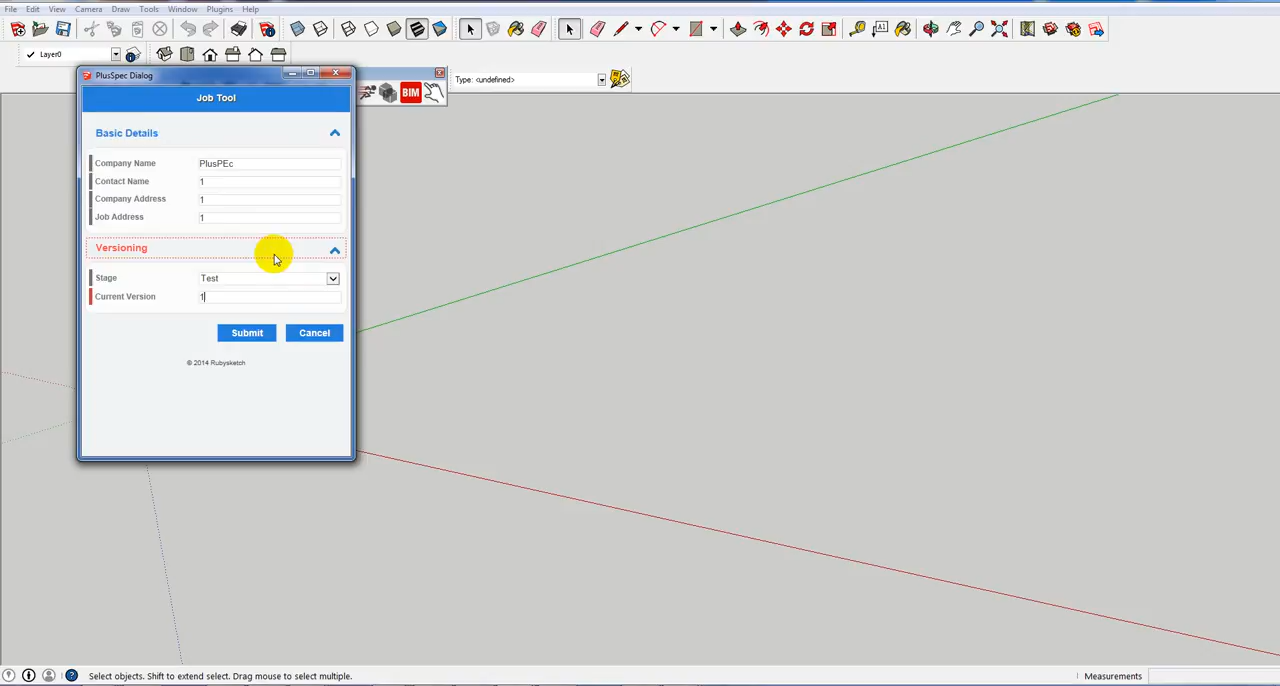 File Edit View Camera Draw Tools Window Plugins Help
A1
Layer0
PlusSpec Dialog
BIM
Type: <undefined>
Job Tool
Basic Details
Company Name PlusPEc
Contact Name 1
Company Address 1
Job Address 1
Versioning
Stage Test
Current Version 1
Submit Cancel
© 2014 Rubysketch
Select objects. Shift to extend select. Drag mouse to select multiple.
Measurements